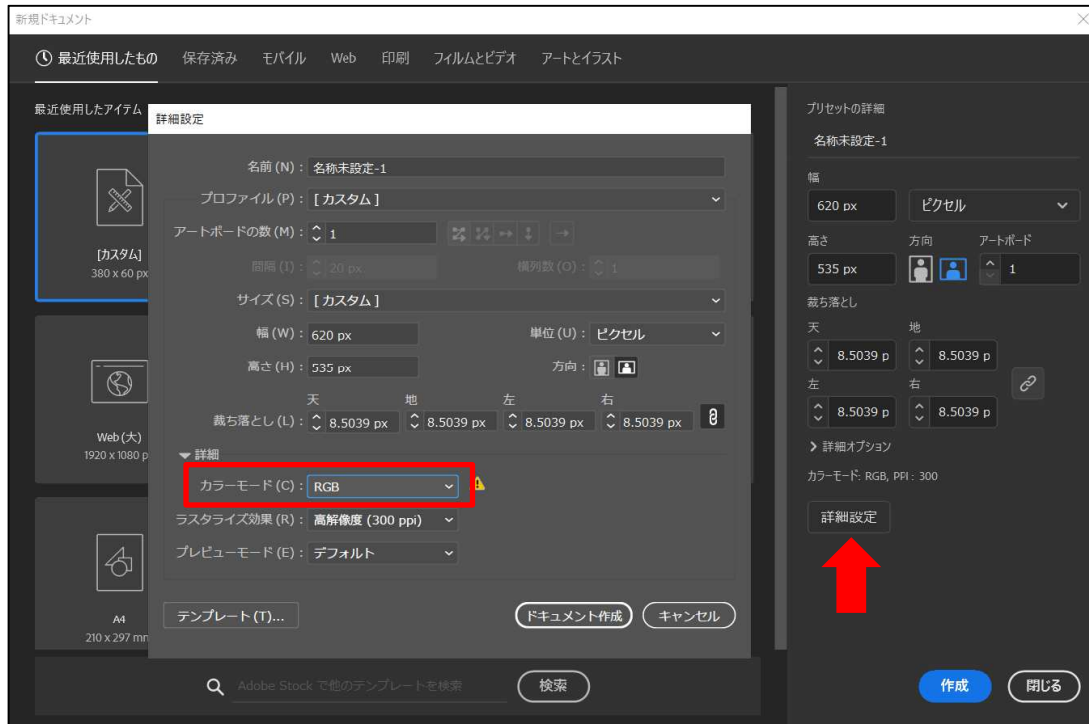 新規ドキュメント
最近使用したもの 保存済み モバイル Web 印刷 フィルムとビデオ アートとイラスト
最近使用したアイテム
[カスタム]
380 x 60 px
Web(大)
1920 x 1080 p
A4
210 x 297 mm
詳細設定
名前(N)： 名称未設定-1
プロファイル(P)： [カスタム]
アートボードの数(M)： 1
間隔(I)： 20 px 横列数(O)： 1
サイズ(S)： [カスタム]
幅(W)： 620 px 単位(U)： ピクセル
高さ(H)： 535 px 方向：
天 地 左 右
裁ち落とし(L)： 8.5039 px 8.5039 px 8.5039 px 8.5039 px
詳細
カラーモード(C)： RGB
ラスタライズ効果(R)： 高解像度 (300 ppi)
プレビューモード(E)： デフォルト
テンプレート(T)... ドキュメント作成 キャンセル
Adobe Stock で他のテンプレートを検索 検索
プリセットの詳細
名称未設定-1
幅
620 px ピクセル
高さ 方向 アートボード
535 px 1
裁ち落とし
天 地
8.5039 p 8.5039 p
左 右
8.5039 p 8.5039 p
詳細オプション
カラーモード: RGB, PPI : 300
詳細設定
作成 閉じる